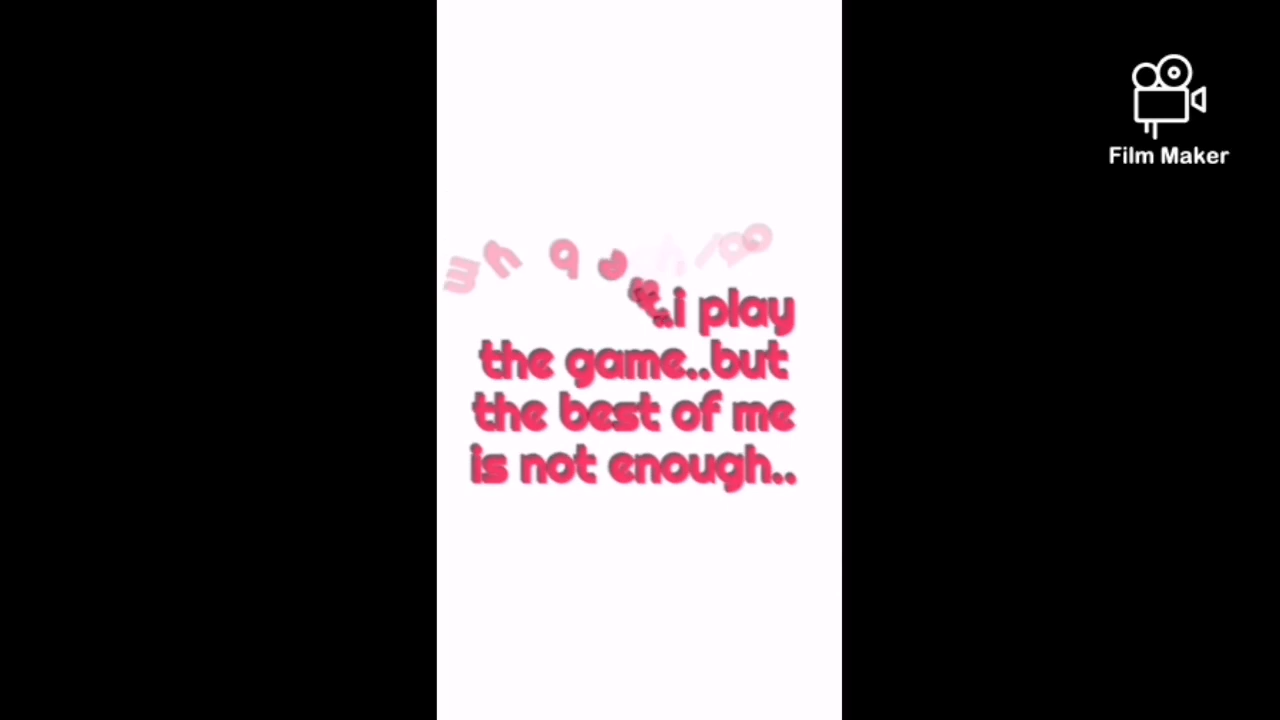 ..i play
the game..but
the best of me
is not enough..
Film Maker